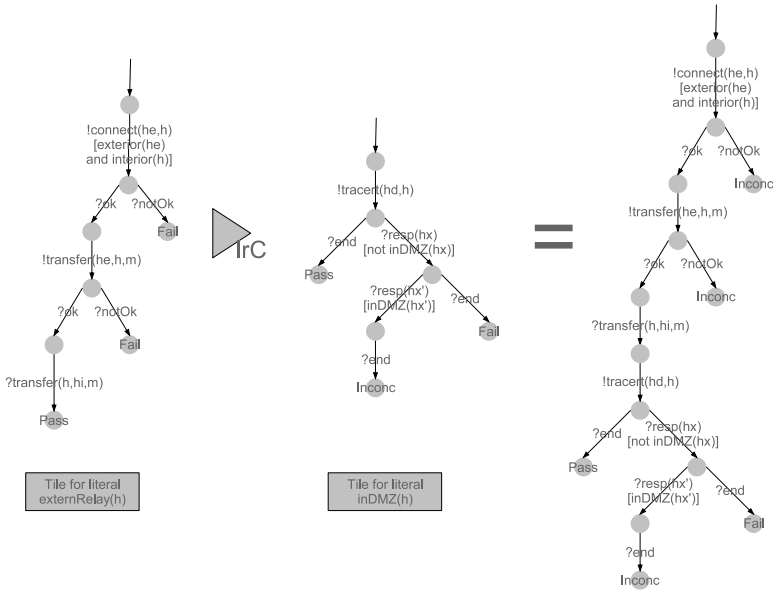 !connect(he,h)
[exterior(he)
and interior(h)]
?ok
?notOk
Fail
!transfer(he,h,m)
?ok
?notOk
Fail
?transfer(h,hi,m)
Pass
Tile for literal
externRelay(h)
IrC
!tracert(hd,h)
?end
?resp(hx)
[not inDMZ(hx)]
Pass
?resp(hx')
[inDMZ(hx')]
?end
Fail
?end
Inconc
Tile for literal
inDMZ(h)
=
!connect(he,h)
[exterior(he)
and interior(h)]
?ok
?notOk
Inconc
!transfer(he,h,m)
?ok
?notOk
Inconc
?transfer(h,hi,m)
!tracert(hd,h)
?end
?resp(hx)
[not inDMZ(hx)]
Pass
?resp(hx')
[inDMZ(hx')]
?end
Fail
?end
Inconc